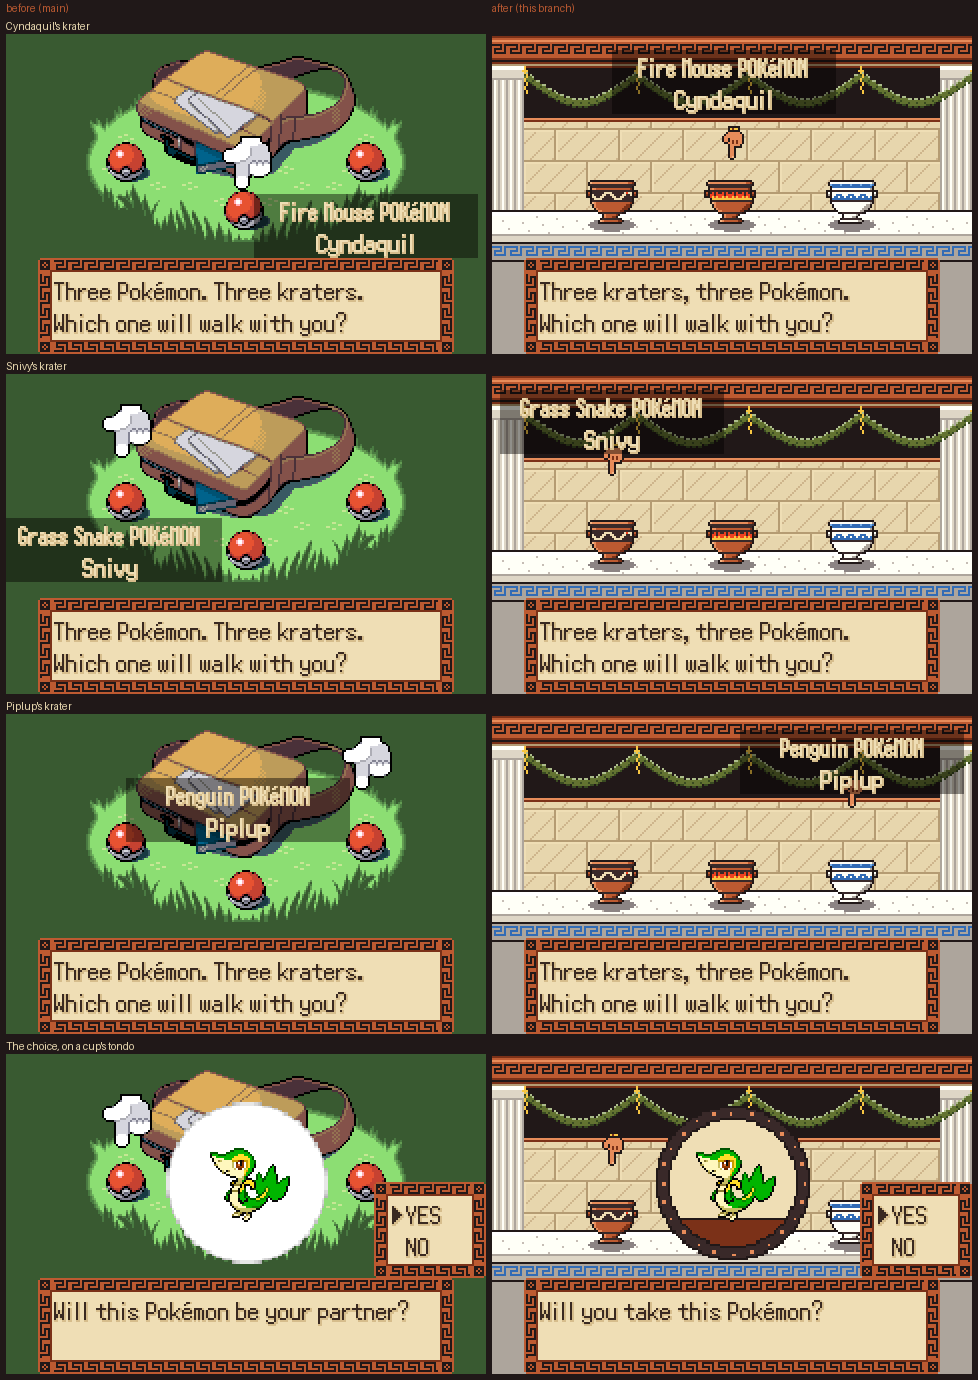 before (main)
after (this branch)
Cyndaquil's krater
Fire Mouse POKéMON
Cyndaquil
Three Pokémon. Three kraters.
Which one will walk with you?
Fire Mouse POKéMON
Cyndaquil
Three kraters, three Pokémon.
Which one will walk with you?
Snivy's krater
Grass Snake POKéMON
Snivy
Three Pokémon. Three kraters.
Which one will walk with you?
Grass Snake POKéMON
Snivy
Three kraters, three Pokémon.
Which one will walk with you?
Piplup's krater
Penguin POKéMON
Piplup
Three Pokémon. Three kraters.
Which one will walk with you?
Penguin POKéMON
Piplup
Three kraters, three Pokémon.
Which one will walk with you?
The choice, on a cup's tondo
YES
NO
Will this Pokémon be your partner?
YES
NO
Will you take this Pokémon?